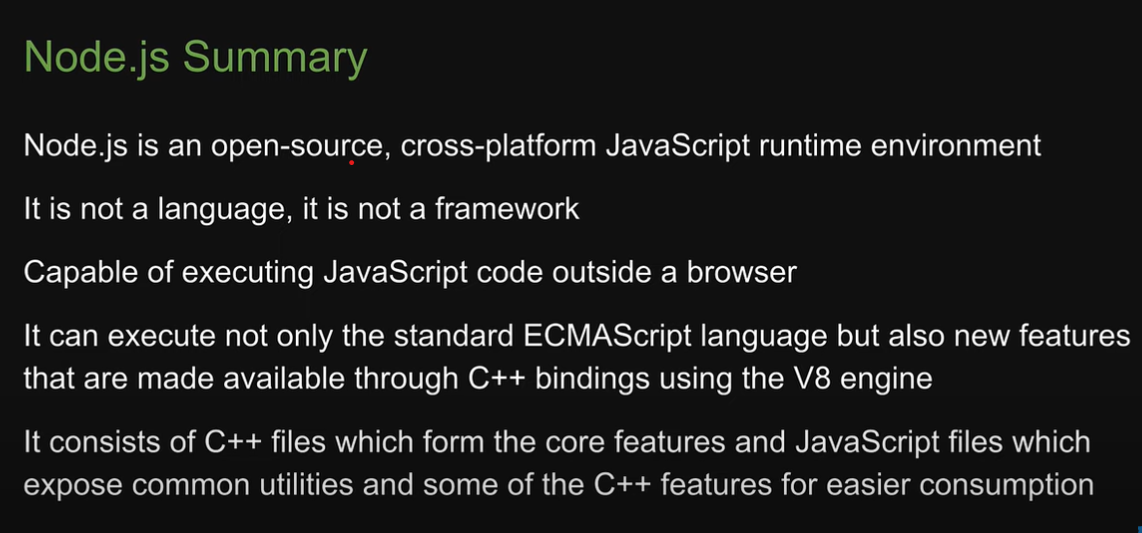 Node.js Summary
Node.js is an open-source, cross-platform JavaScript runtime environment
It is not a language, it is not a framework
Capable of executing JavaScript code outside a browser
It can execute not only the standard ECMAScript language but also new features
that are made available through C++ bindings using the V8 engine
It consists of C++ files which form the core features and JavaScript files which
expose common utilities and some of the C++ features for easier consumption